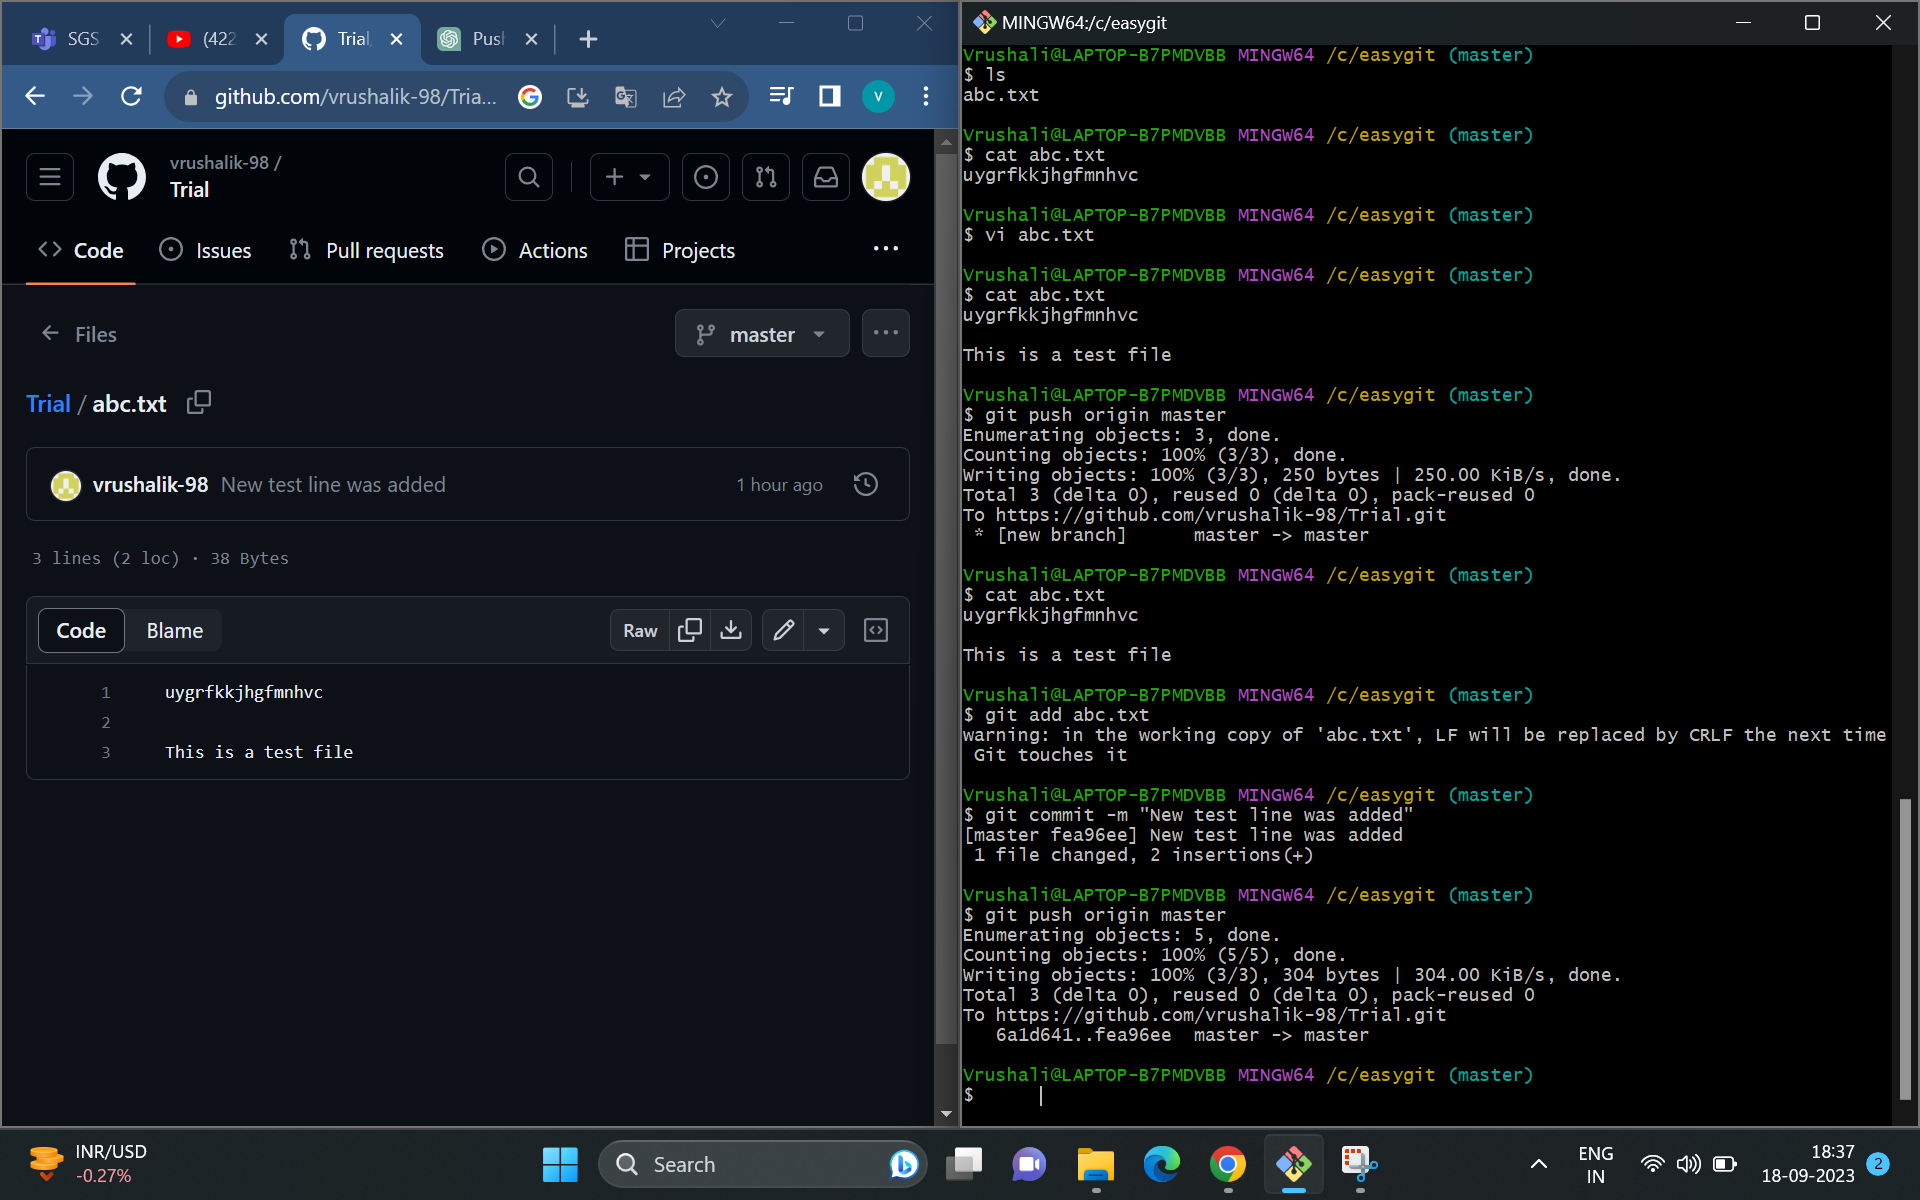 SGS
(422
Trial
Push
github.com/vrushalik-98/Tria...
V
vrushalik-98 /
Trial
Code
Issues
Pull requests
Actions
Projects
Files
master
Trial / abc.txt
vrushalik-98 New test line was added
1 hour ago
3 lines (2 loc) · 38 Bytes
Code
Blame
Raw
1 uygrfkkjhgfmnhvc
2
3 This is a test file
MINGW64:/c/easygit
Vrushali@LAPTOP-B7PMDVBB MINGW64 /c/easygit (master)
$ ls
abc.txt
Vrushali@LAPTOP-B7PMDVBB MINGW64 /c/easygit (master)
$ cat abc.txt
uygrfkkjhgfmnhvc
Vrushali@LAPTOP-B7PMDVBB MINGW64 /c/easygit (master)
$ vi abc.txt
Vrushali@LAPTOP-B7PMDVBB MINGW64 /c/easygit (master)
$ cat abc.txt
uygrfkkjhgfmnhvc
This is a test file
Vrushali@LAPTOP-B7PMDVBB MINGW64 /c/easygit (master)
$ git push origin master
Enumerating objects: 3, done.
Counting objects: 100% (3/3), done.
Writing objects: 100% (3/3), 250 bytes | 250.00 KiB/s, done.
Total 3 (delta 0), reused 0 (delta 0), pack-reused 0
To https://github.com/vrushalik-98/Trial.git
* [new branch] master -> master
Vrushali@LAPTOP-B7PMDVBB MINGW64 /c/easygit (master)
$ cat abc.txt
uygrfkkjhgfmnhvc
This is a test file
Vrushali@LAPTOP-B7PMDVBB MINGW64 /c/easygit (master)
$ git add abc.txt
warning: in the working copy of 'abc.txt', LF will be replaced by CRLF the next time
Git touches it
Vrushali@LAPTOP-B7PMDVBB MINGW64 /c/easygit (master)
$ git commit -m "New test line was added"
[master fea96ee] New test line was added
1 file changed, 2 insertions(+)
Vrushali@LAPTOP-B7PMDVBB MINGW64 /c/easygit (master)
$ git push origin master
Enumerating objects: 5, done.
Counting objects: 100% (5/5), done.
Writing objects: 100% (3/3), 304 bytes | 304.00 KiB/s, done.
Total 3 (delta 0), reused 0 (delta 0), pack-reused 0
To https://github.com/vrushalik-98/Trial.git
6a1d641..fea96ee master -> master
Vrushali@LAPTOP-B7PMDVBB MINGW64 /c/easygit (master)
$
INR/USD
-0.27%
Search
ENG
IN
18:37
18-09-2023
2